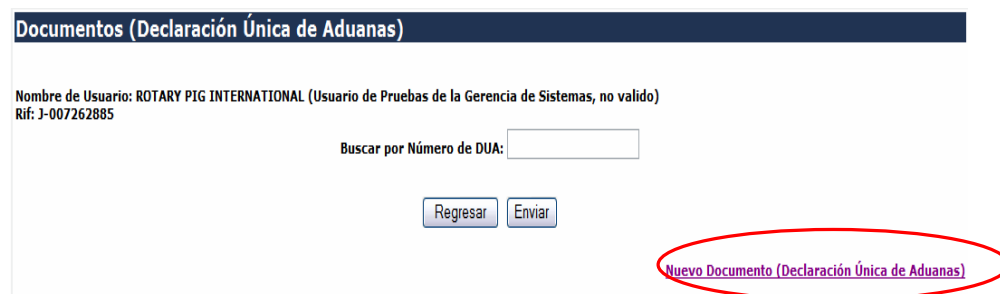 Documentos (Declaración Única de Aduanas)
Nombre de Usuario: ROTARY PIG INTERNATIONAL (Usuario de Pruebas de la Gerencia de Sistemas, no valido)
Rif: J-007262885
Buscar por Número de DUA:
Regresar Enviar
Nuevo Documento (Declaración Única de Aduanas)